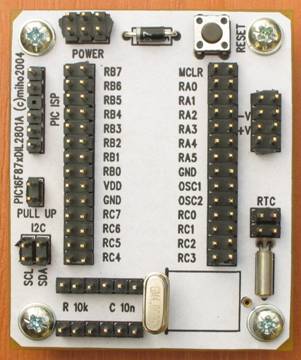 POWER
RESET
PIC16F87xDIL2801A (c)miho2004
PIC ISP
RB7
RB6
RB5
RB4
RB3
RB2
RB1
RB0
VDD
GND
RC7
RC6
RC5
RC4
MCLR
RA0
RA1
RA2
RA3
RA4
RA5
GND
OSC1
OSC2
RC0
RC1
RC2
RC3
-V
+V
RTC
PULL UP
I2C
SCL
SDA
R 10k
C 10n